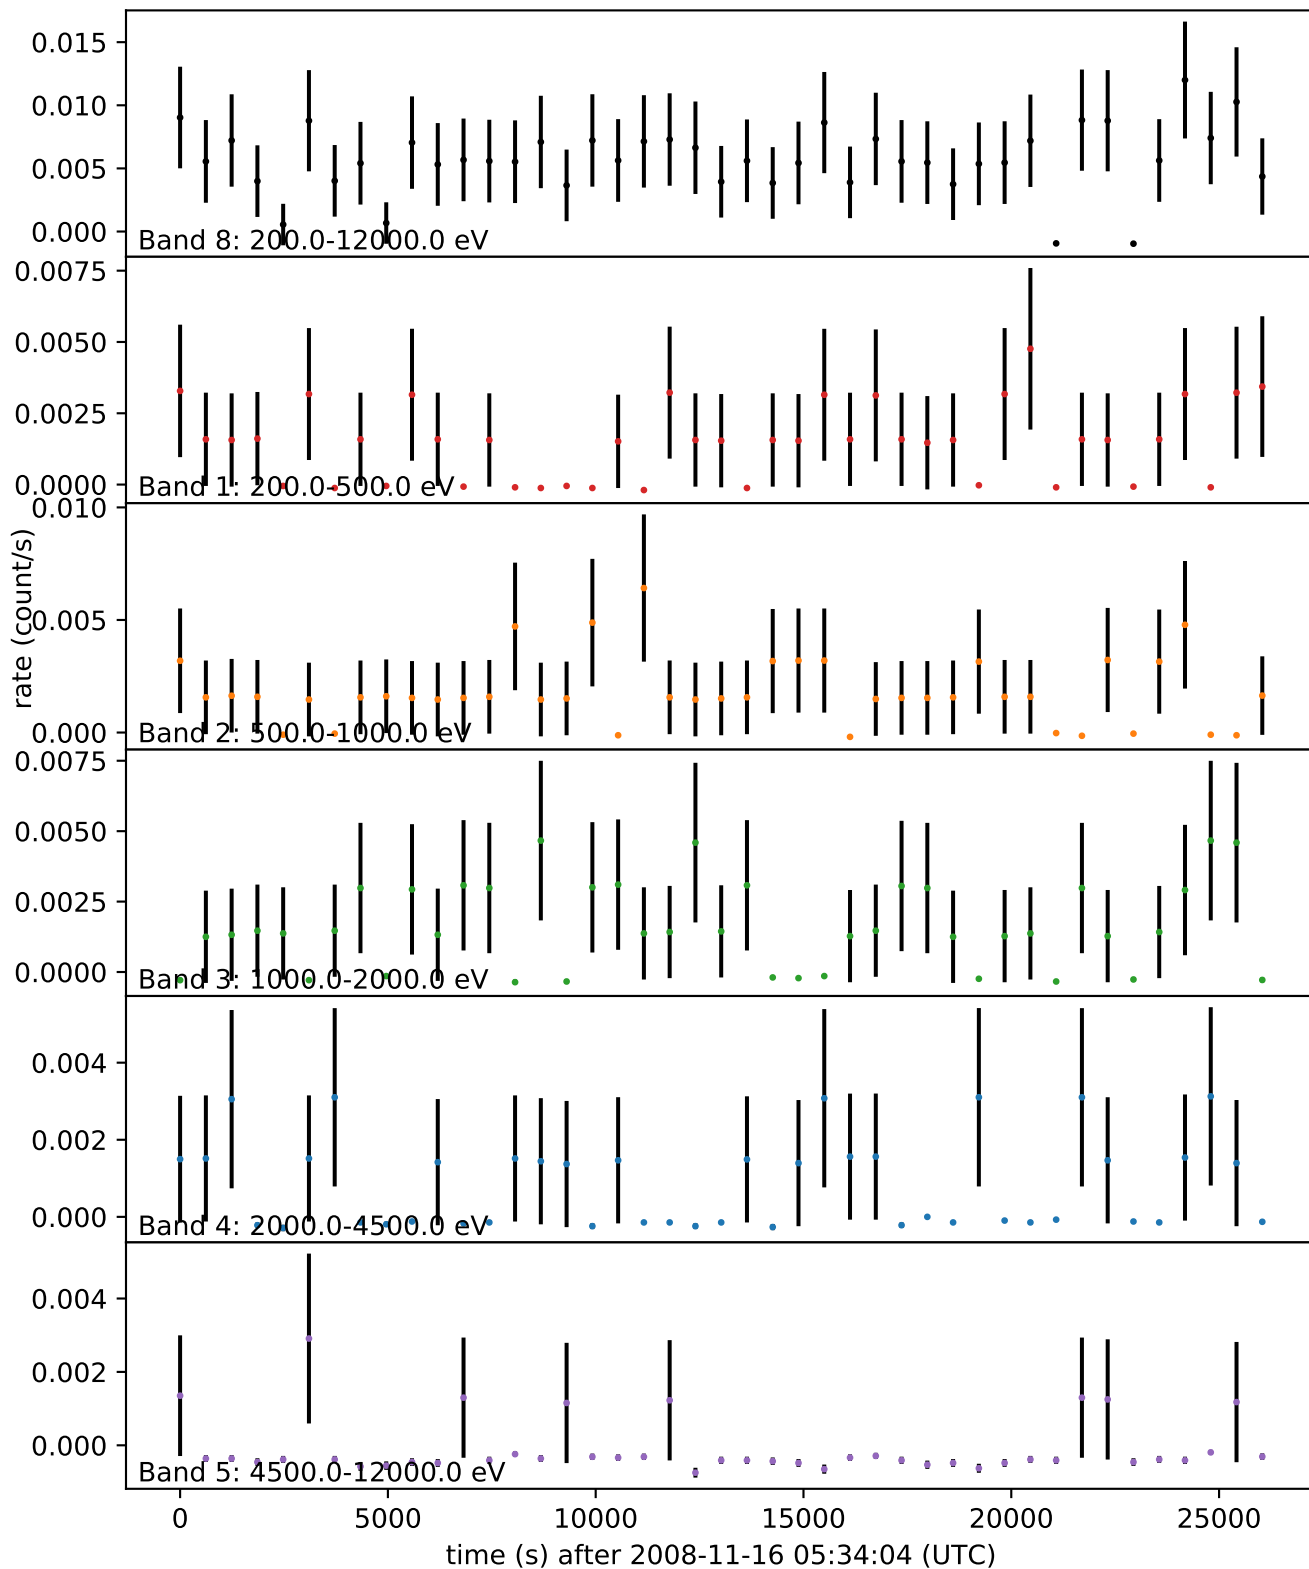 0.015
0.010
0.005
0.000
Band 8: 200.0-12000.0 eV
0.0075
0.0050
0.0025
0.0000
Band 1: 200.0-500.0 eV
0.010
0.005
0.000
Band 2: 500.0-1000.0 eV
rate (count/s)
0.0075
0.0050
0.0025
0.0000
Band 3: 1000.0-2000.0 eV
0.004
0.002
0.000
Band 4: 2000.0-4500.0 eV
0.004
0.002
0.000
Band 5: 4500.0-12000.0 eV
0 5000 10000 15000 20000 25000
time (s) after 2008-11-16 05:34:04 (UTC)